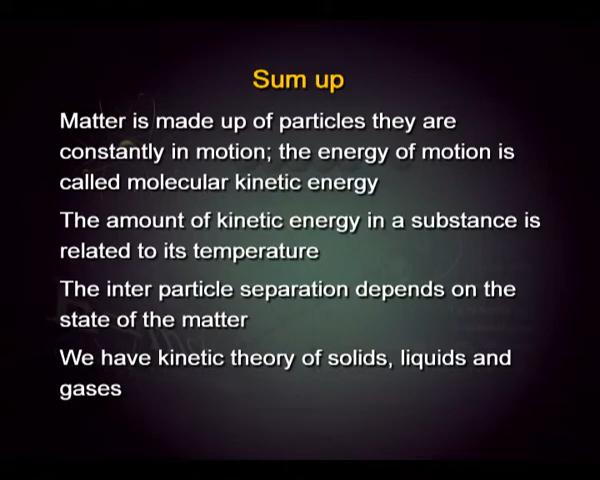 Sum up
Matter is made up of particles they are
constantly in motion; the energy of motion is
called molecular kinetic energy
The amount of kinetic energy in a substance is
related to its temperature
The inter particle separation depends on the
state of the matter
We have kinetic theory of solids, liquids and
gases